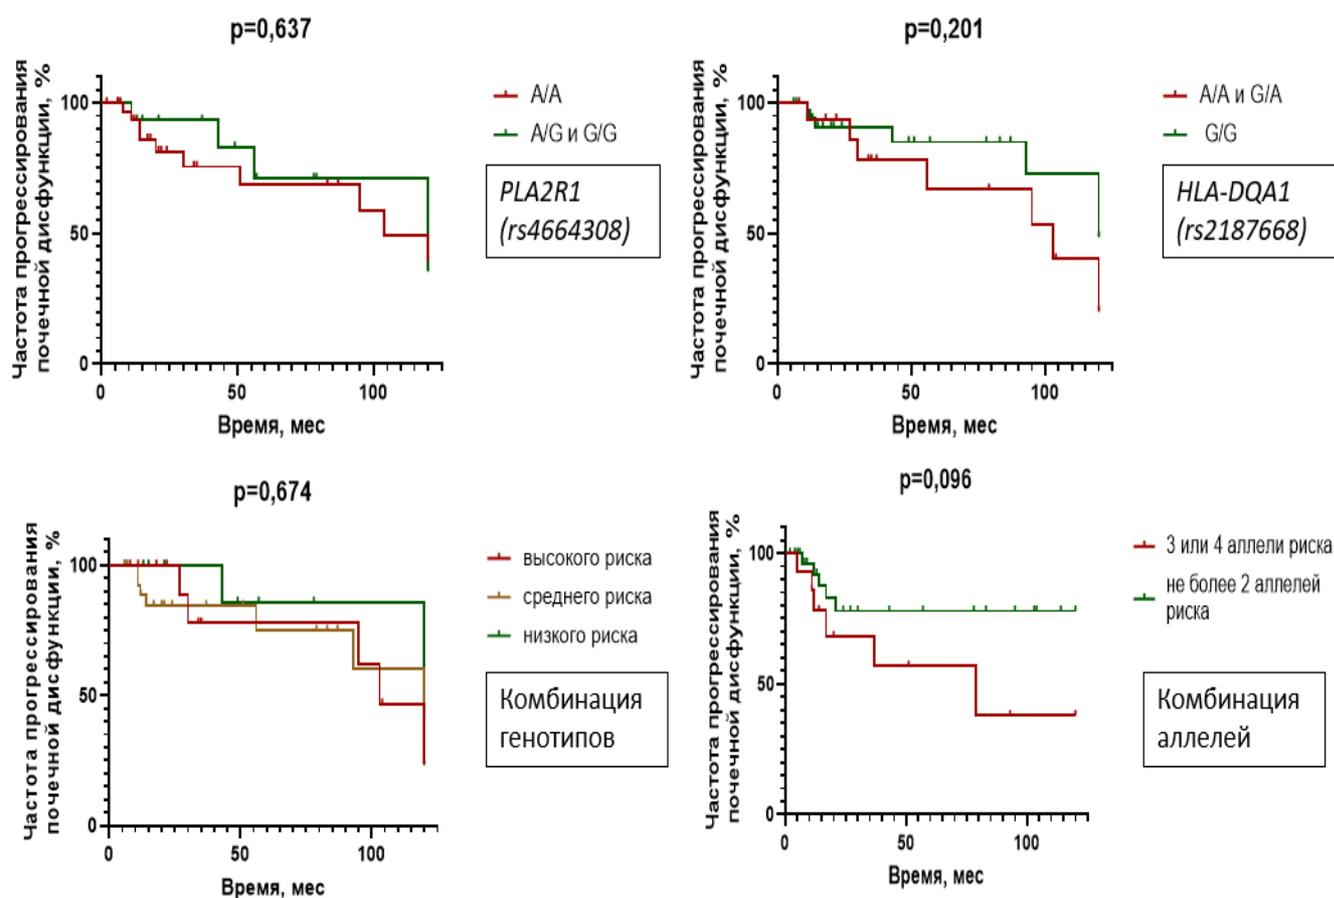 p=0,637
Частота прогрессирования
почечной дисфункции, %
100
50
0
0
50
100
Время, мес
A/A
A/G и G/G
PLA2R1
(rs4664308)
p=0,201
Частота прогрессирования
почечной дисфункции, %
100
50
0
0
50
100
Время, мес
A/A и G/A
G/G
HLA-DQA1
(rs2187668)
p=0,674
Частота прогрессирования
почечной дисфункции, %
100
50
0
0
50
100
Время, мес
высокого риска
среднего риска
низкого риска
Комбинация
генотипов
p=0,096
Частота прогрессирования
почечной дисфункции, %
100
50
0
0
50
100
Время, мес
3 или 4 аллели риска
не более 2 аллелей
риска
Комбинация
аллелей